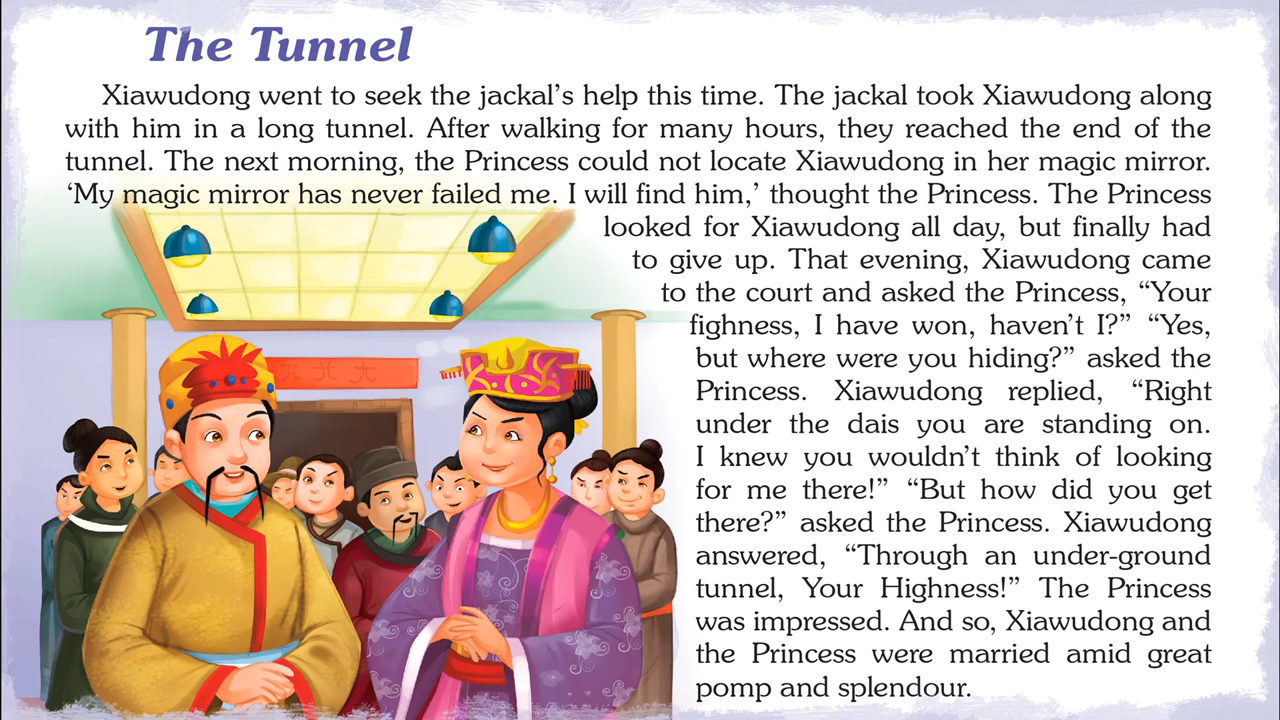 The Tunnel
Xiawudong went to seek the jackal's help this time. The jackal took Xiawudong along
with him in a long tunnel. After walking for many hours, they reached the end of the
tunnel. The next morning, the Princess could not locate Xiawudong in her magic mirror.
‘My magic mirror has never failed me. I will find him,’ thought the Princess. The Princess
looked for Xiawudong all day, but finally had
to give up. That evening, Xiawudong came
to the court and asked the Princess, “Your
fighness, I have won, haven't I?” “Yes,
but where were you hiding?” asked the
Princess. Xiawudong replied, “Right
under the dais you are standing on.
I knew you wouldn't think of looking
for me there!” “But how did you get
there?” asked the Princess. Xiawudong
answered, “Through an under-ground
tunnel, Your Highness!” The Princess
was impressed. And so, Xiawudong and
the Princess were married amid great
pomp and splendour.